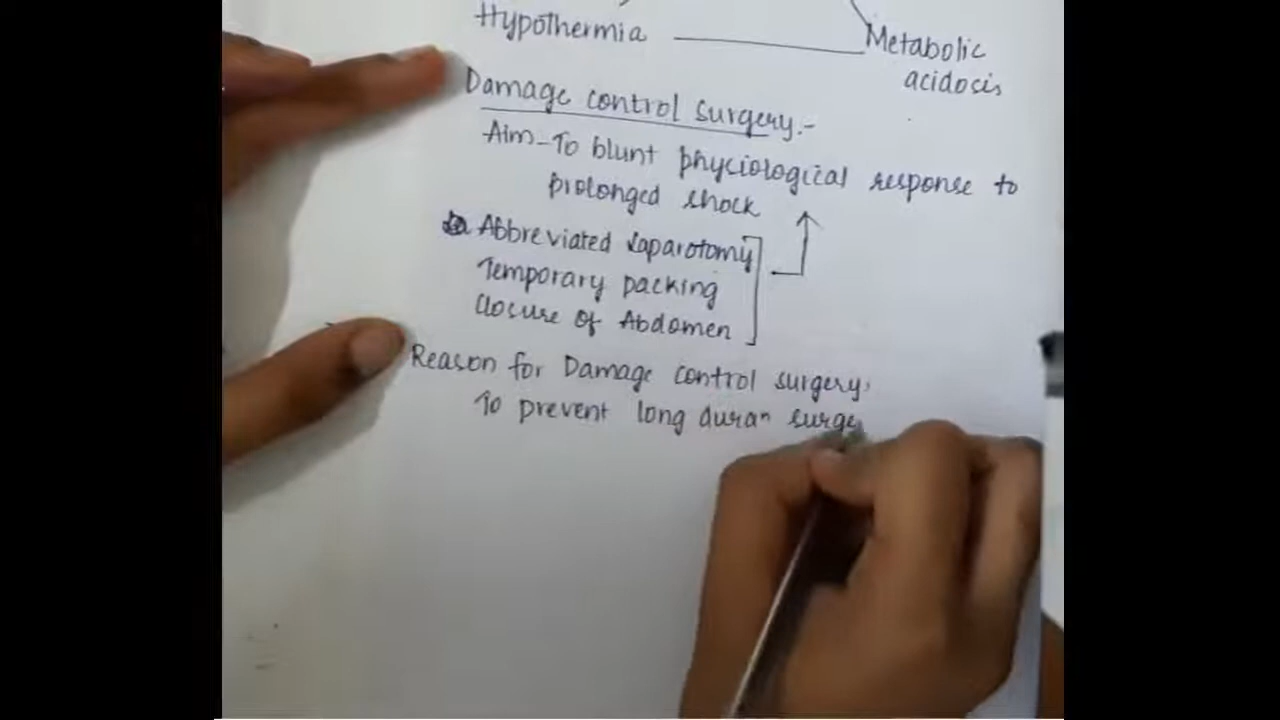 Hypothermia
Metabolic
acidosis
Damage control surgery:-
Aim-To blunt phyciological response to
prolonged shock
Abbreviated Laparotomy
Temporary packing
Closure of Abdomen
Reason for Damage control surgery,
To prevent long duraⁿ surge